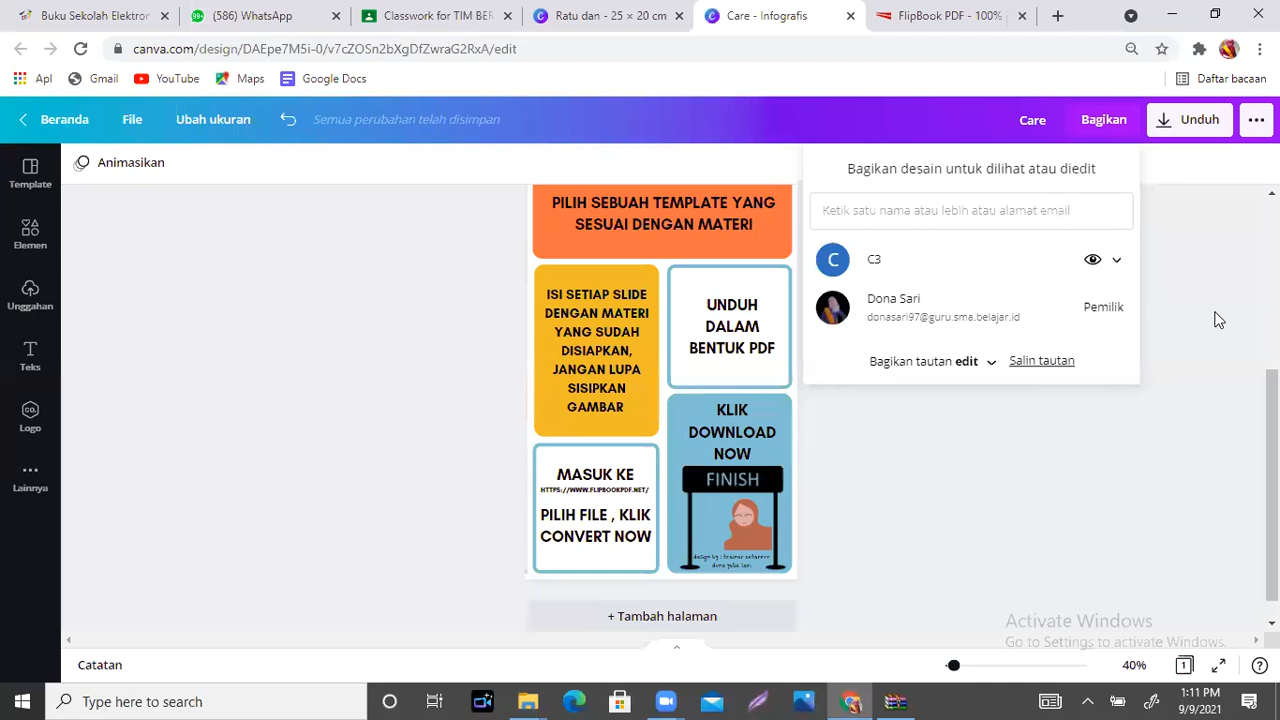 Buku Sekolah Elektror
(586) WhatsApp
Classwork for TIM BER
Ratu dan - 25 × 20 cm
Care - Infografis
FlipBook PDF - 100%
canva.com/design/DAEpe7M5i-0/v7cZOSn2bXgDfZwraG2RxA/edit
Apl
Gmail
YouTube
Maps
Google Docs
Daftar bacaan
Beranda
File
Ubah ukuran
Semua perubahan telah disimpan
Care
Bagikan
Unduh
Template
Elemen
Unggahan
Teks
CO.
Logo
Lainnya
Animasikan
PILIH SEBUAH TEMPLATE YANG
SESUAI DENGAN MATERI
ISI SETIAP SLIDE
DENGAN MATERI
YANG SUDAH
DISIAPKAN,
JANGAN LUPA
SISIPKAN
GAMBAR
UNDUH
DALAM
BENTUK PDF
MASUK KE
HTTPS://WWW.FLIPBOOKPDF.NET/
PILIH FILE , KLIK
CONVERT NOW
KLIK
DOWNLOAD
NOW
FINISH
dona yulia sari
+ Tambah halaman
Bagikan desain untuk dilihat atau diedit
Ketik satu nama atau lebih atau alamat email
C
C3
Dona Sari
donasari97@guru.sma.belajar.id
Pemilik
Bagikan tautan edit
Salin tautan
Activate Windows
Go to Settings to activate Windows.
Catatan
40%
1
Type here to search
1:11 PM
9/9/2021